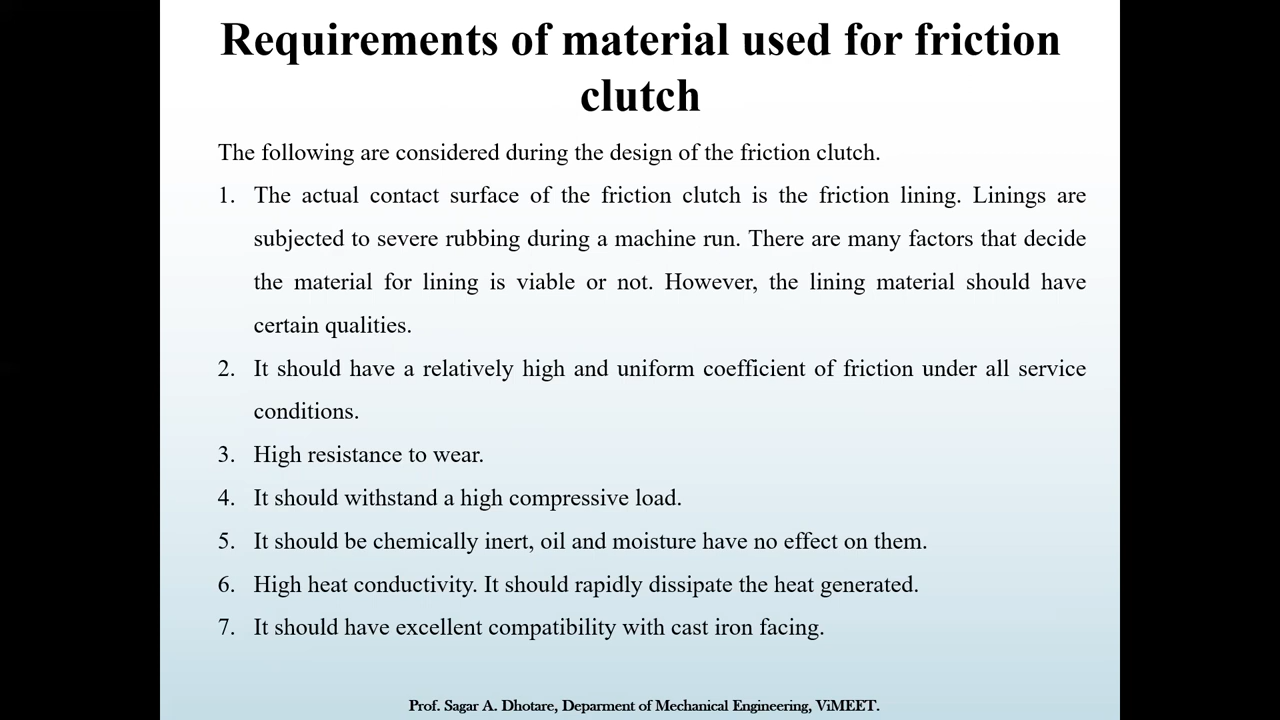 Requirements of material used for friction
clutch
The following are considered during the design of the friction clutch.
1. The actual contact surface of the friction clutch is the friction lining. Linings are
subjected to severe rubbing during a machine run. There are many factors that decide
the material for lining is viable or not. However, the lining material should have
certain qualities.
2. It should have a relatively high and uniform coefficient of friction under all service
conditions.
3. High resistance to wear.
4. It should withstand a high compressive load.
5. It should be chemically inert, oil and moisture have no effect on them.
6. High heat conductivity. It should rapidly dissipate the heat generated.
7. It should have excellent compatibility with cast iron facing.
Prof. Sagar A. Dhotare, Deparment of Mechanical Engineering, ViMEET.